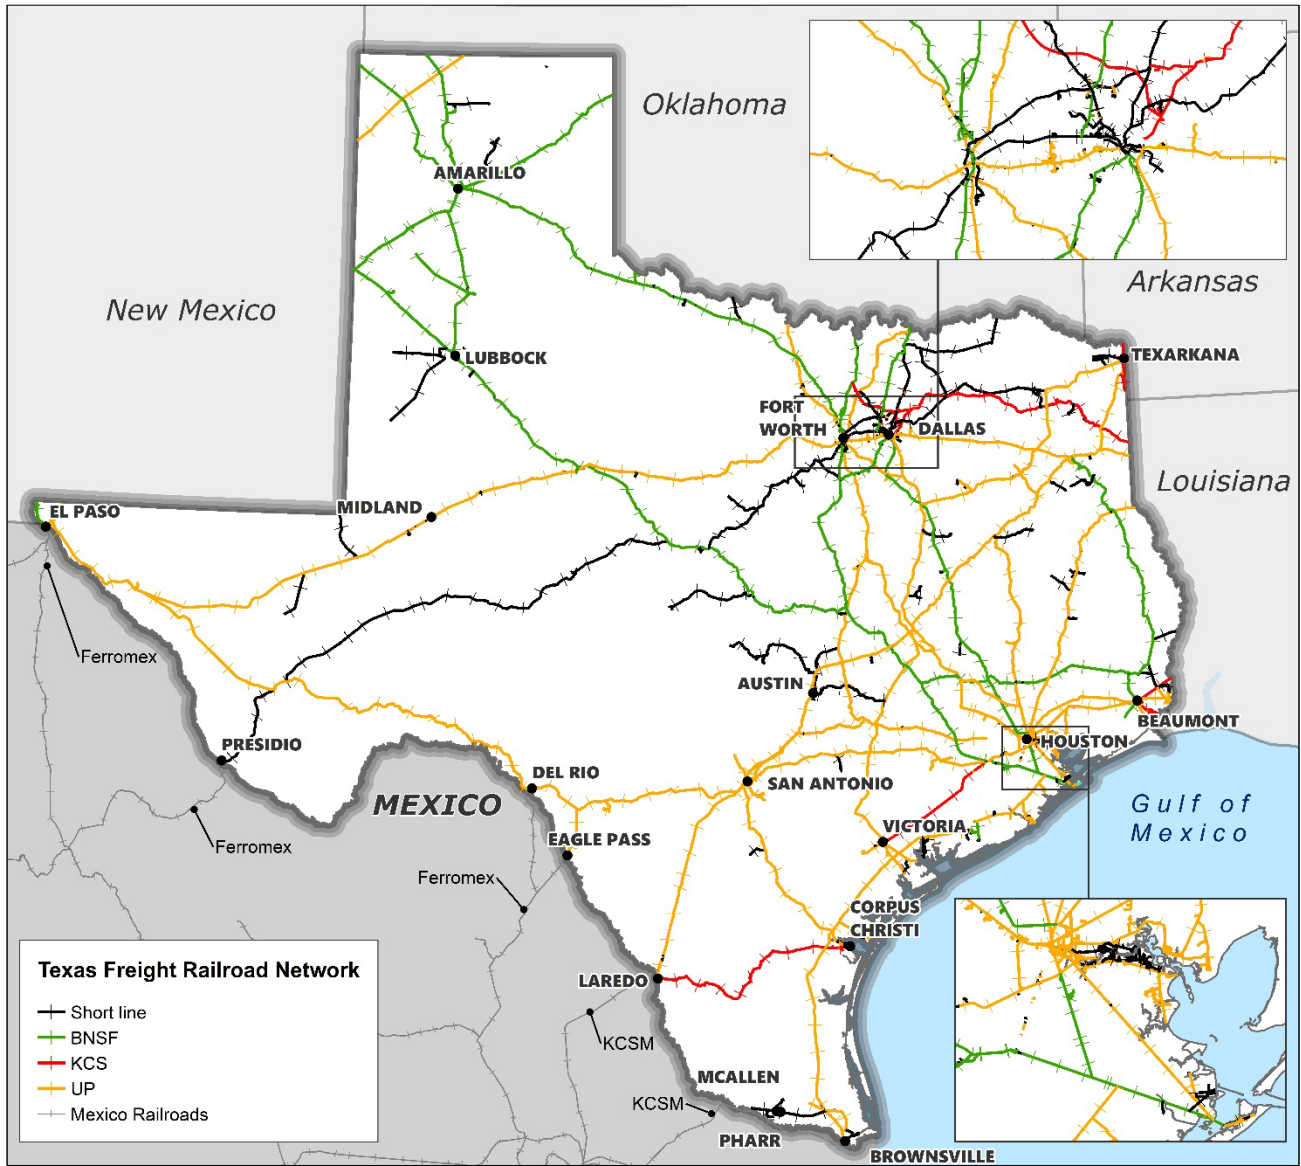 Oklahoma
Arkansas
New Mexico
Louisiana
AMARILLO
LUBBOCK
TEXARKANA
FORT
WORTH
DALLAS
EL PASO
MIDLAND
Ferromex
AUSTIN
BEAUMONT
PRESIDIO
HOUSTON
DEL RIO
SAN ANTONIO
MEXICO
Gulf of
Mexico
VICTORIA
EAGLE PASS
Ferromex
Ferromex
CORPUS
CHRISTI
LAREDO
KCSM
MCALLEN
KCSM
PHARR
BROWNSVILLE
Texas Freight Railroad Network
Short line
BNSF
KCS
UP
Mexico Railroads